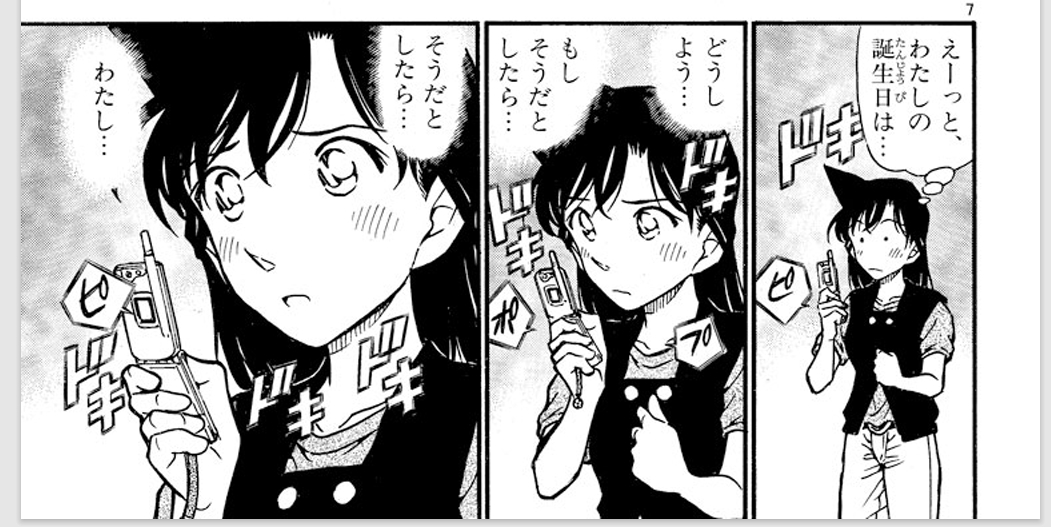 7
えーっと、
わたしの
誕生日は…
たんじょうび
ドキ
ピ
どうし
よう…
もし
そうだと
したら…
ドキ
ドキ
ポ
プ
そうだと
したら…
わたし…
ピ
ドキ
ドキ
ドキ